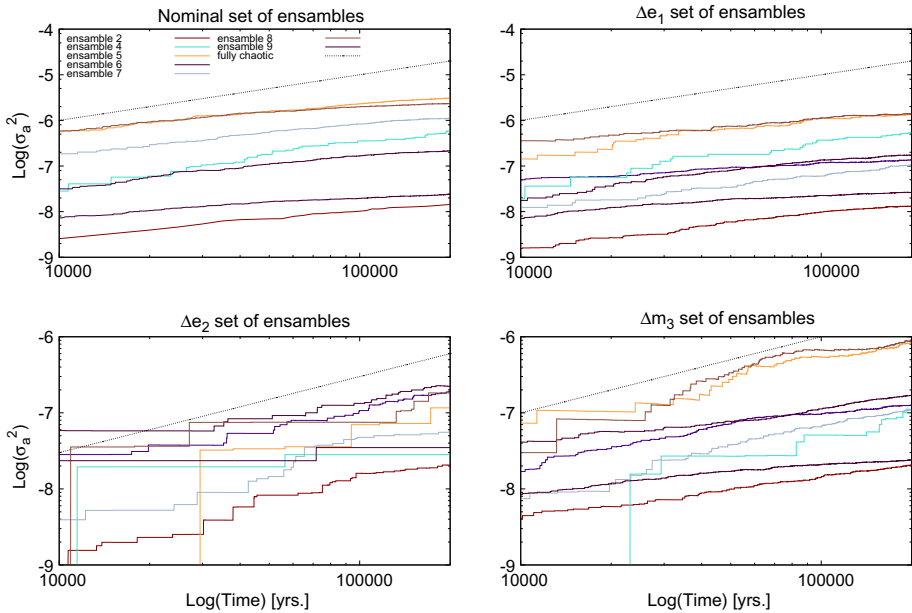 Nominal set of ensambles
Δe1 set of ensambles
-4
-5
-6
-7
-8
-9
Log(σa2)
ensamble 2
ensamble 4
ensamble 5
ensamble 6
ensamble 7
ensamble 8
ensamble 9
fully chaotic
10000
100000
-4
-5
-6
-7
-8
-9
10000
100000
Δe2 set of ensambles
Δm3 set of ensambles
-6
-7
-8
-9
Log(σa2)
10000
100000
Log(Time) [yrs.]
-6
-7
-8
-9
10000
100000
Log(Time) [yrs.]